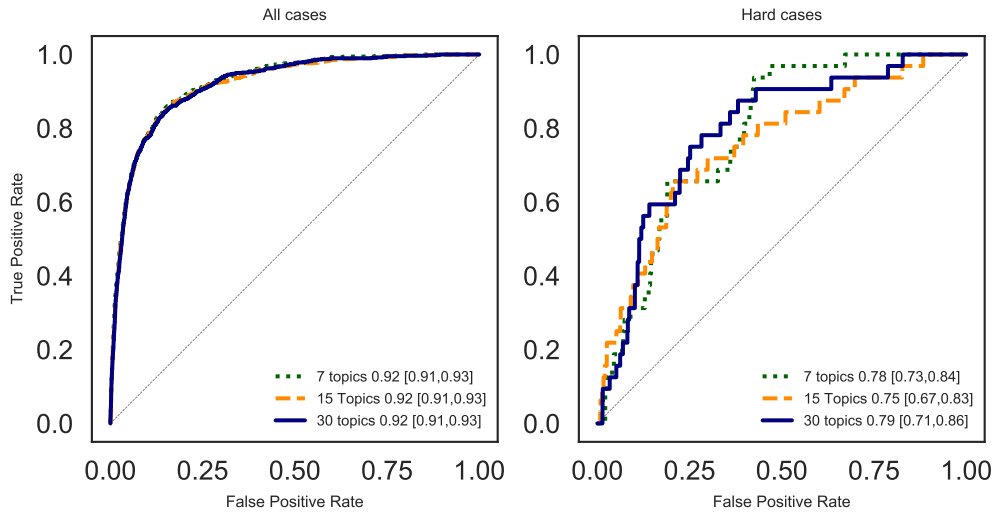 All cases
True Positive Rate
1.0
0.8
0.6
0.4
0.2
0.0
7 topics 0.92 [0.91,0.93]
15 Topics 0.92 [0.91,0.93]
30 topics 0.92 [0.91,0.93]
0.00 0.25 0.50 0.75 1.00
False Positive Rate
Hard cases
1.0
0.8
0.6
0.4
0.2
0.0
7 topics 0.78 [0.73,0.84]
15 Topics 0.75 [0.67,0.83]
30 topics 0.79 [0.71,0.86]
0.00 0.25 0.50 0.75 1.00
False Positive Rate